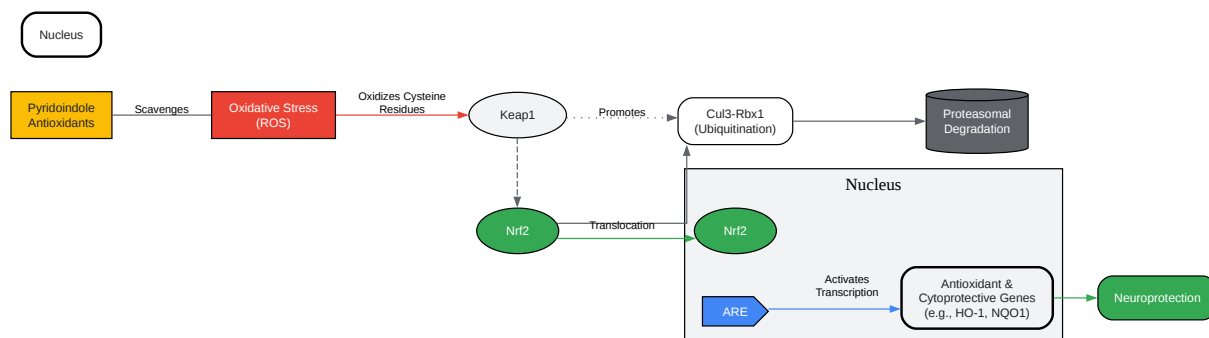 Nucleus
Pyridoindole
Antioxidants
Scavenges
Oxidative Stress
(ROS)
Oxidizes Cysteine
Residues
Keap1
Promotes
Cul3-Rbx1
(Ubiquitination)
Proteasomal
Degradation
Nucleus
Nrf2
Translocation
Nrf2
ARE
Activates
Transcription
Antioxidant &
Cytoprotective Genes
(e.g., HO-1, NQO1)
Neuroprotection